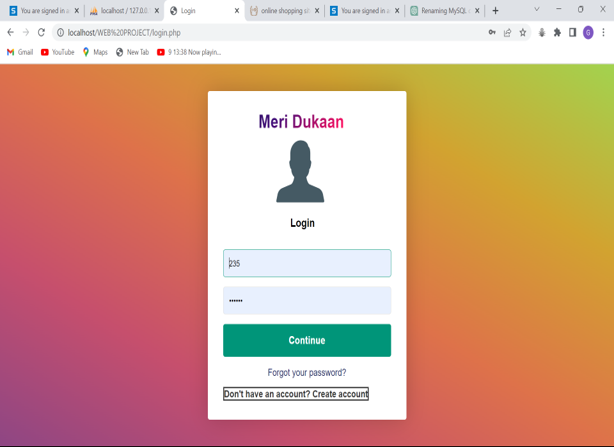 You are signed in a
localhost / 127.0.0
Login
online shopping st
You are signed in a
Renaming MySQL
localhost/WEB%20PROJECT/login.php
G
Gmail
YouTube
Maps
New Tab
9 13:38 Now playin...
Meri Dukaan
Login
235
••••••
Continue
Forgot your password?
Don't have an account? Create account